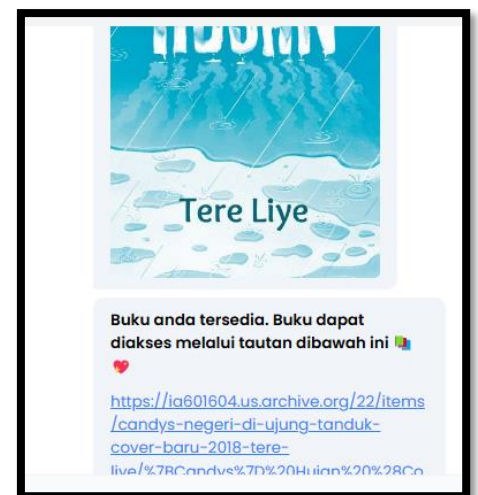 HUJAN
Tere Liye
Buku anda tersedia. Buku dapat
diakses melalui tautan dibawah ini
https://ia601604.us.archive.org/22/items
/candys-negeri-di-ujung-tanduk-
cover-baru-2018-tere-
liye/%7BCandys%7D%20Hujan%20%28Co